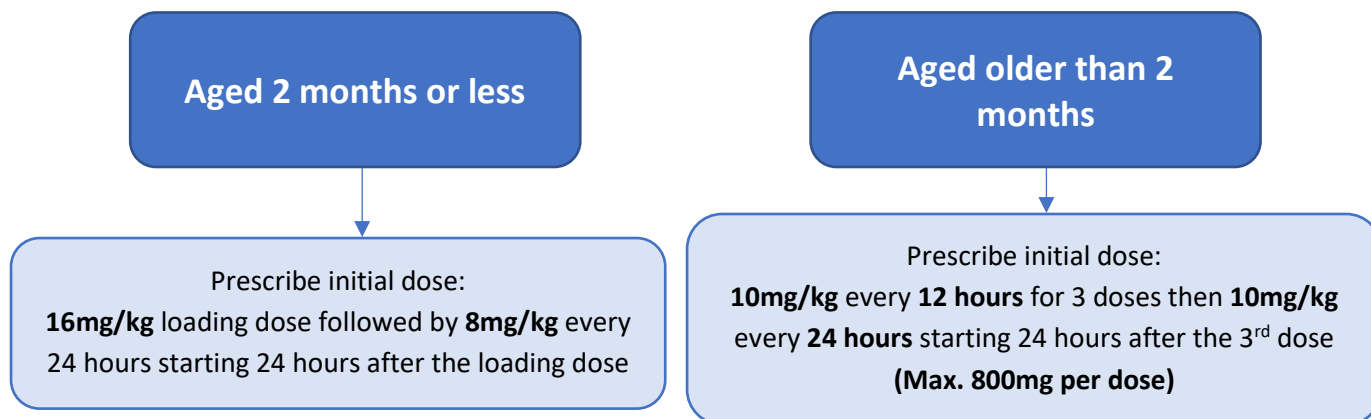 Aged 2 months or less
Prescribe initial dose:
16mg/kg loading dose followed by 8mg/kg every
24 hours starting 24 hours after the loading dose
Aged older than 2
months
Prescribe initial dose:
10mg/kg every 12 hours for 3 doses then 10mg/kg
every 24 hours starting 24 hours after the 3rd dose
(Max. 800mg per dose)